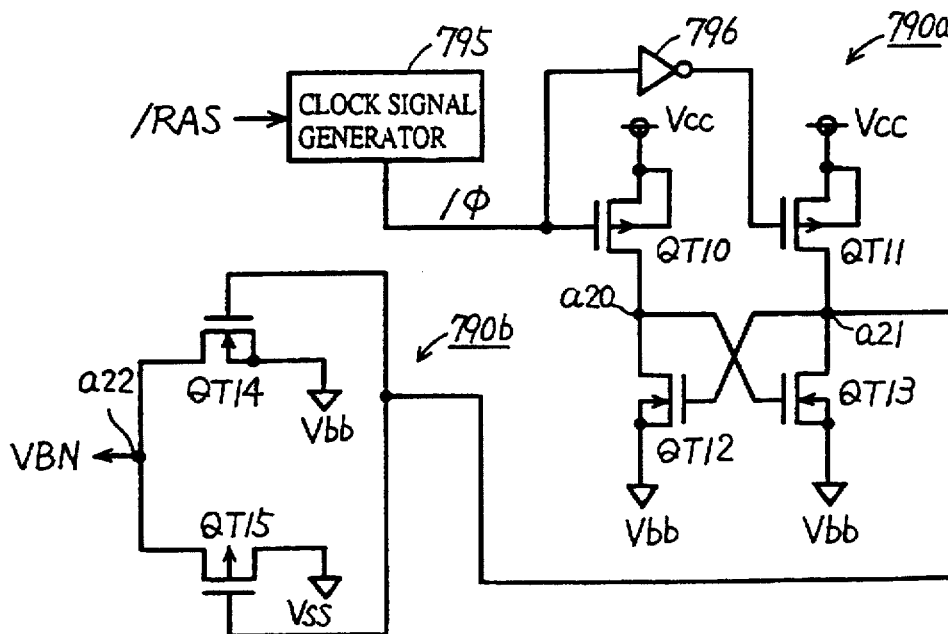 795
796
790a
/RAS
CLOCK SIGNAL
GENERATOR
Vcc
Vcc
/Φ
QT10
QT11
a20
a21
790b
a22
QT14
Vbb
QT12
QT13
VBN
QT15
Vbb
Vbb
Vss